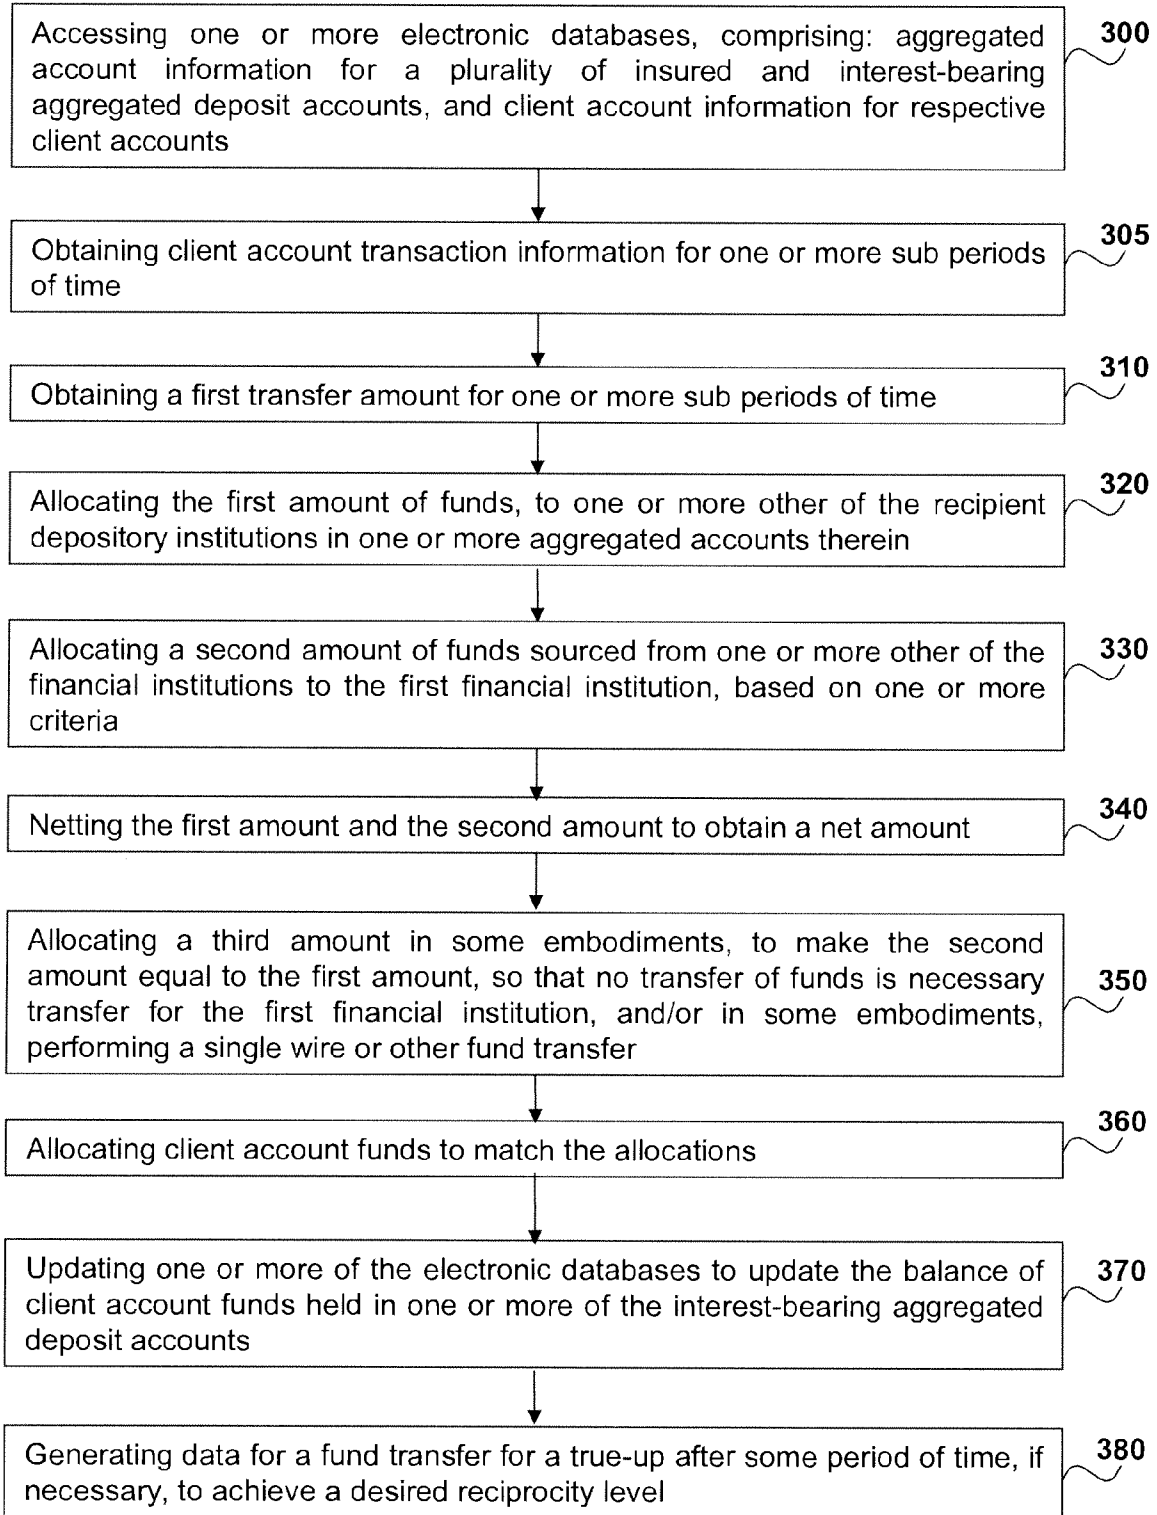 Accessing one or more electronic databases, comprising: aggregated
account information for a plurality of insured and interest-bearing
aggregated deposit accounts, and client account information for respective
client accounts
300
Obtaining client account transaction information for one or more sub periods
of time
305
Obtaining a first transfer amount for one or more sub periods of time
310
Allocating the first amount of funds, to one or more other of the recipient
depository institutions in one or more aggregated accounts therein
320
Allocating a second amount of funds sourced from one or more other of the
financial institutions to the first financial institution, based on one or more
criteria
330
Netting the first amount and the second amount to obtain a net amount
340
Allocating a third amount in some embodiments, to make the second
amount equal to the first amount, so that no transfer of funds is necessary
transfer for the first financial institution, and/or in some embodiments,
performing a single wire or other fund transfer
350
Allocating client account funds to match the allocations
360
Updating one or more of the electronic databases to update the balance of
client account funds held in one or more of the interest-bearing aggregated
deposit accounts
370
Generating data for a fund transfer for a true-up after some period of time, if
necessary, to achieve a desired reciprocity level
380